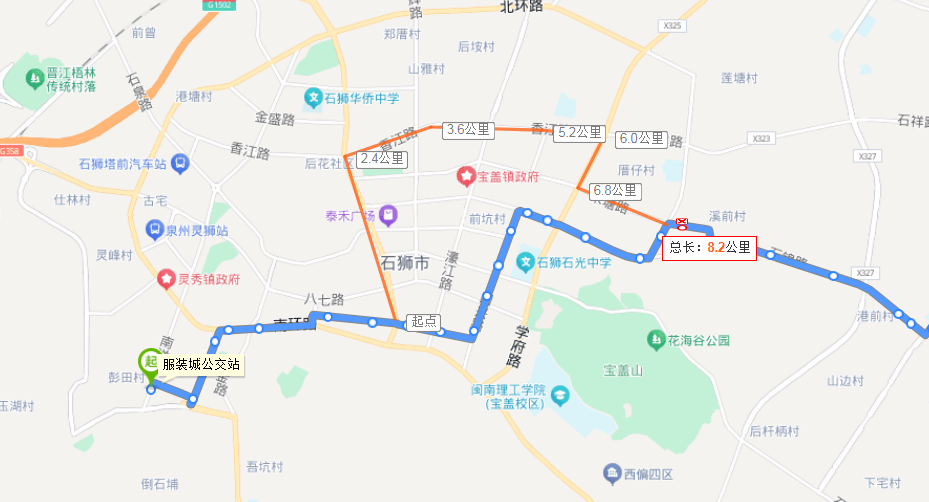 G1502
北环路
前曾
郑厝村
X325
后垵村
晋江梧林
传统村落
石泉路
山雅村
莲塘村
港塘村
石狮华侨中学
金盛路
石祥路
3.6公里
香江路
5.2公里
6.0公里
X323
G358
香江路
2.4公里
后花社区
X327
石狮塔前汽车站
厝仔村
宝盖镇政府
6.8公里
仕林村
古宅
泰禾广场
前坑村
溪前村
泉州灵狮站
总长：8.2公里
灵峰村
石狮市
濠江路
石狮石光中学
X327
灵秀镇政府
八七路
港前村
南环路
起点
学府路
花海谷公园
起
服装城公交站
彭田村
宝盖山
山边村
闽南理工学院
(宝盖校区)
玉湖村
后杆柄村
吾坑村
西偏四区
倒石埔
下宅村